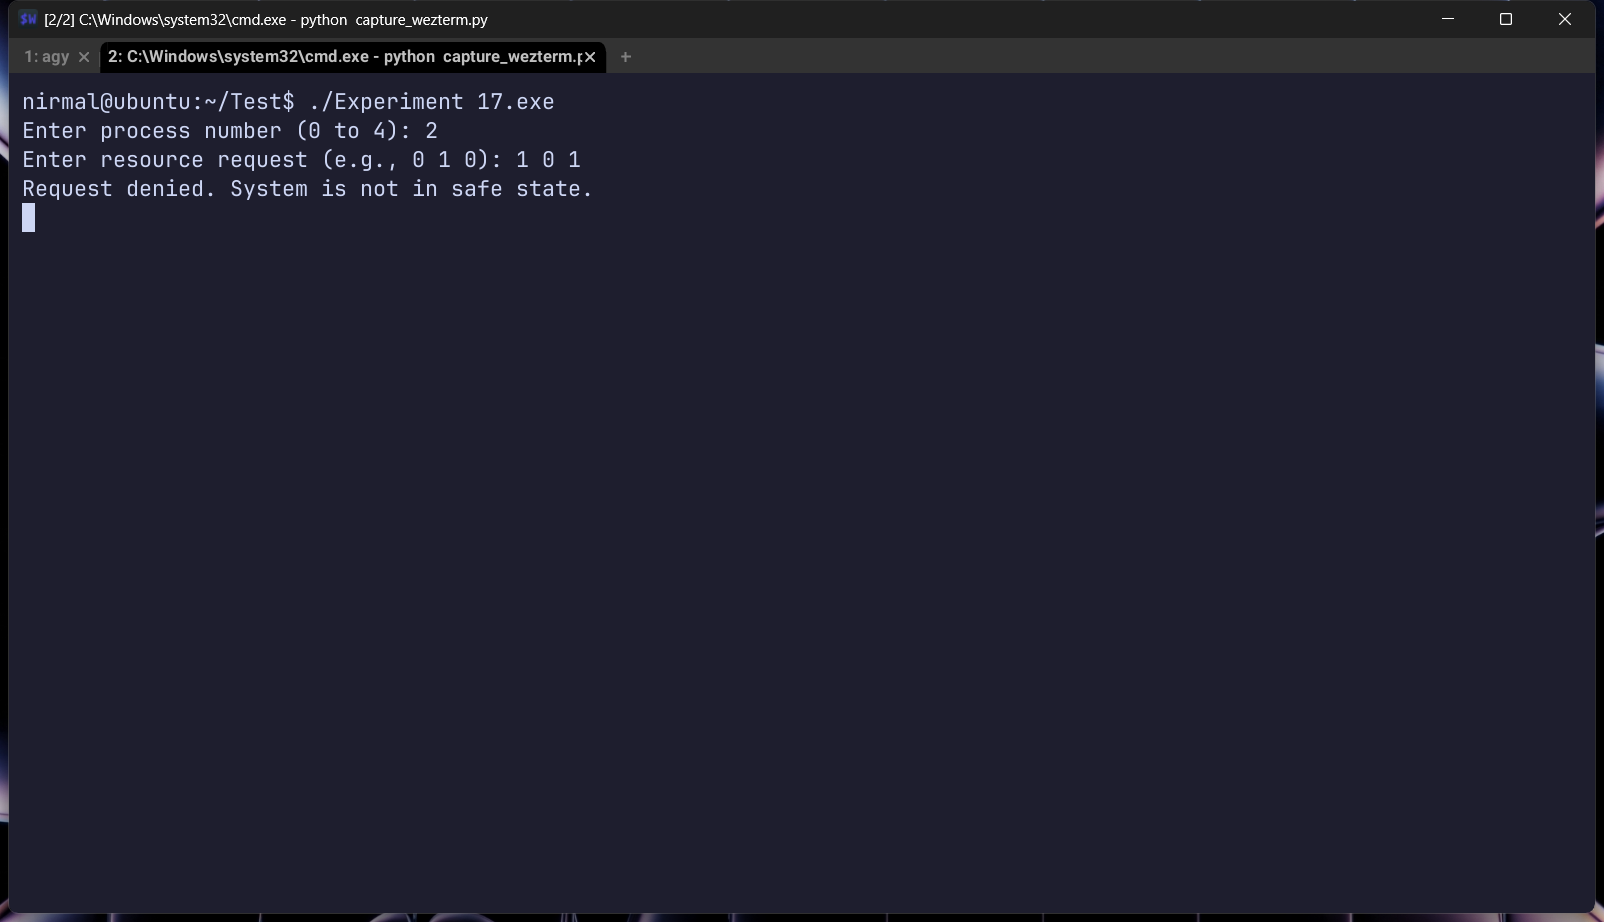 [2/2] C:\Windows\system32\cmd.exe - python  capture_wezterm.py
1: agy ✕ 2: C:\Windows\system32\cmd.exe - python  capture_wezterm.p ✕ +
nirmal@ubuntu:~/Test$ ./Experiment 17.exe
Enter process number (0 to 4): 2
Enter resource request (e.g., 0 1 0): 1 0 1
Request denied. System is not in safe state.